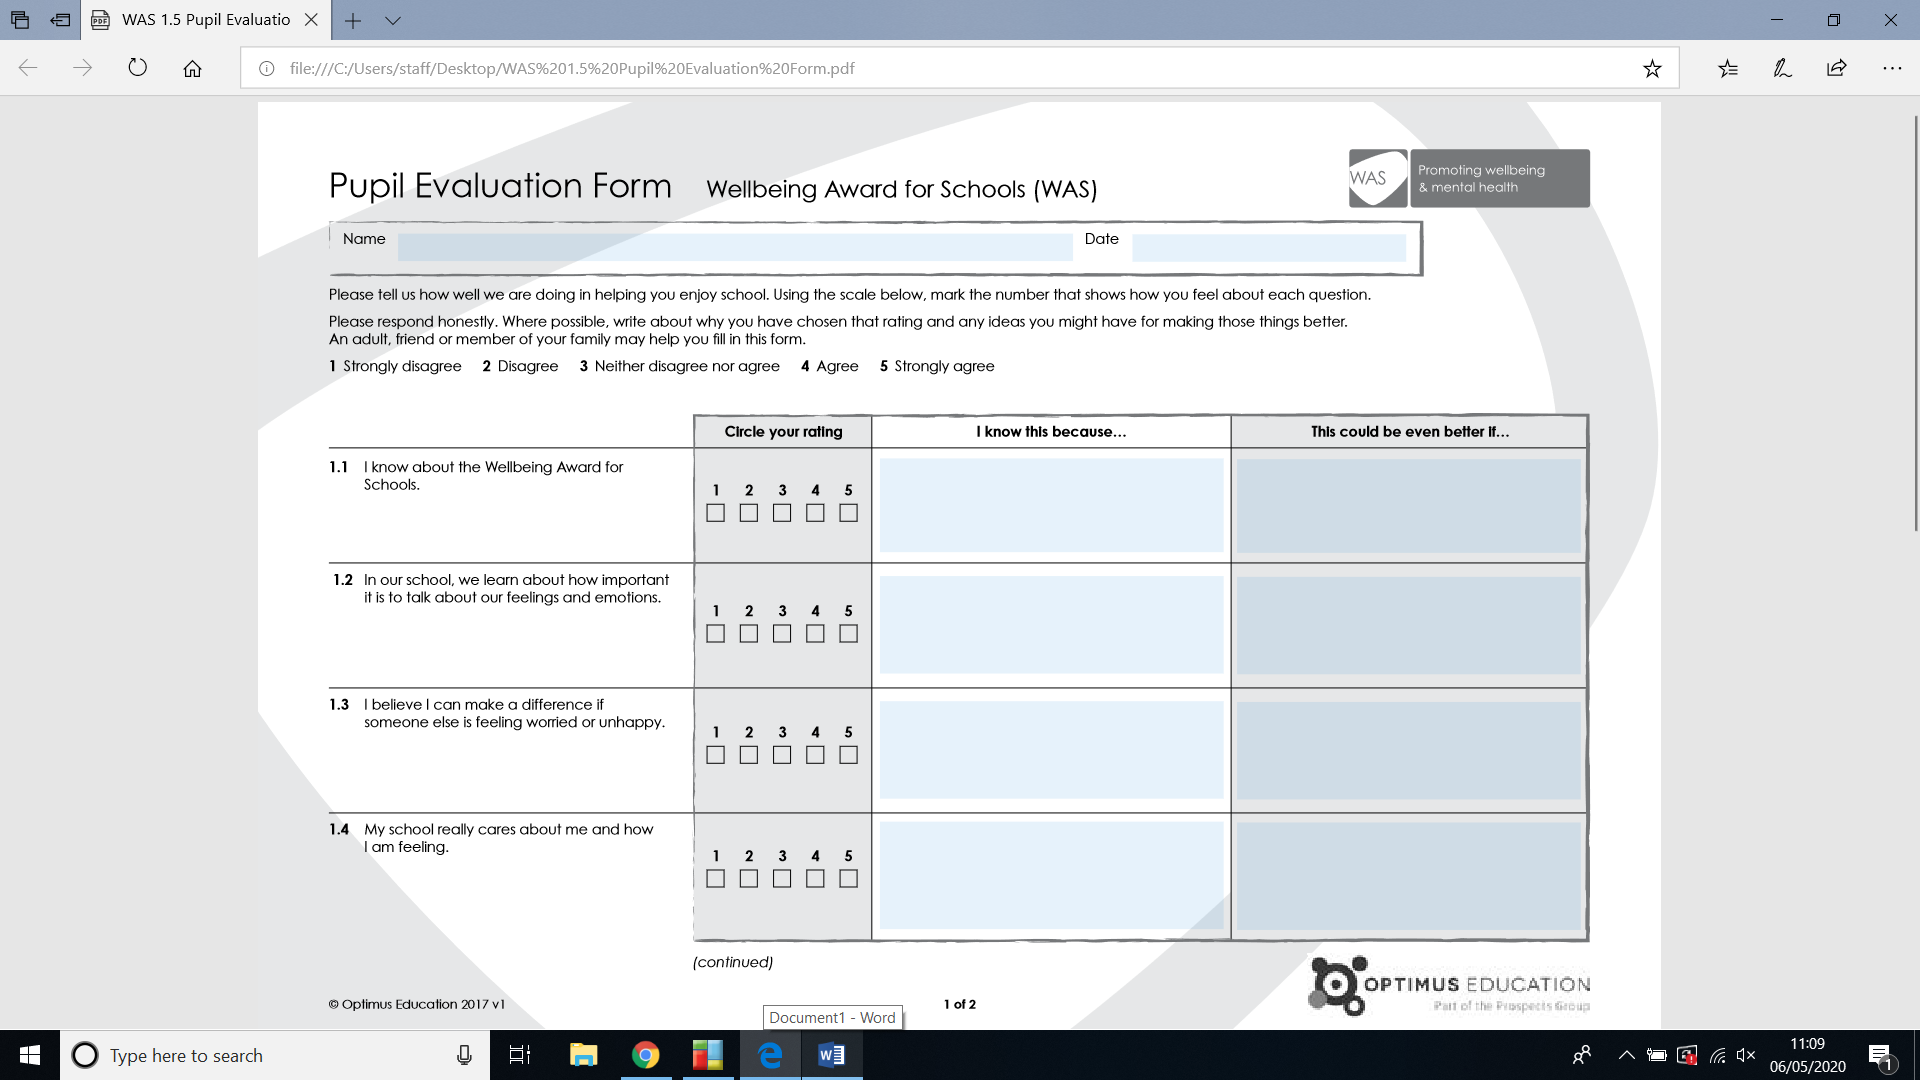 WAS 1.5 Pupil Evaluatio
file:///C:/Users/staff/Desktop/WAS%201.5%20Pupil%20Evaluation%20Form.pdf
Pupil Evaluation Form Wellbeing Award for Schools (WAS)
WAS
Promoting wellbeing
& mental health
Name Date
Please tell us how well we are doing in helping you enjoy school. Using the scale below, mark the number that shows how you feel about each question.
Please respond honestly. Where possible, write about why you have chosen that rating and any ideas you might have for making those things better.
An adult, friend or member of your family may help you fill in this form.
1 Strongly disagree 2 Disagree 3 Neither disagree nor agree 4 Agree 5 Strongly agree
Circle your rating I know this because... This could be even better if...
1.1 I know about the Wellbeing Award for
Schools.
1 2 3 4 5
1.2 In our school, we learn about how important
it is to talk about our feelings and emotions.
1 2 3 4 5
1.3 I believe I can make a difference if
someone else is feeling worried or unhappy.
1 2 3 4 5
1.4 My school really cares about me and how
I am feeling.
1 2 3 4 5
(continued)
OPTIMUS EDUCATION
Part of the Prospects Group
© Optimus Education 2017 v1
1 of 2
Document1 - Word
Type here to search
11:09
06/05/2020
1